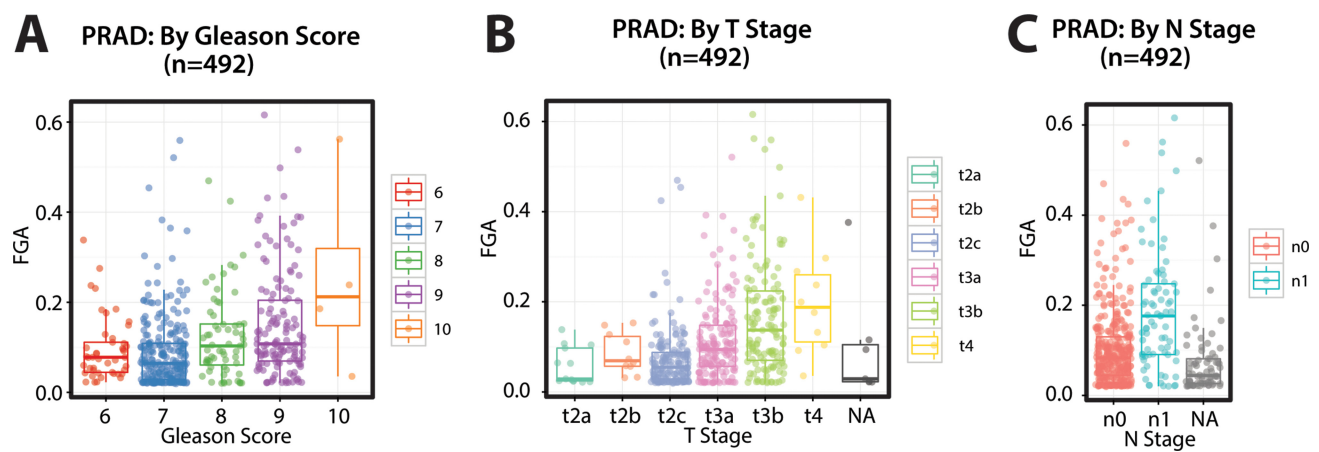 A
PRAD: By Gleason Score
(n=492)
FGA
0.6
0.4
0.2
0.0
6 7 8 9 10
Gleason Score
6
7
8
9
10
B
PRAD: By T Stage
(n=492)
FGA
0.6
0.4
0.2
0.0
t2a t2b t2c t3a t3b t4 NA
T Stage
t2a
t2b
t2c
t3a
t3b
t4
C
PRAD: By N Stage
(n=492)
FGA
0.6
0.4
0.2
0.0
n0 n1 NA
N Stage
n0
n1